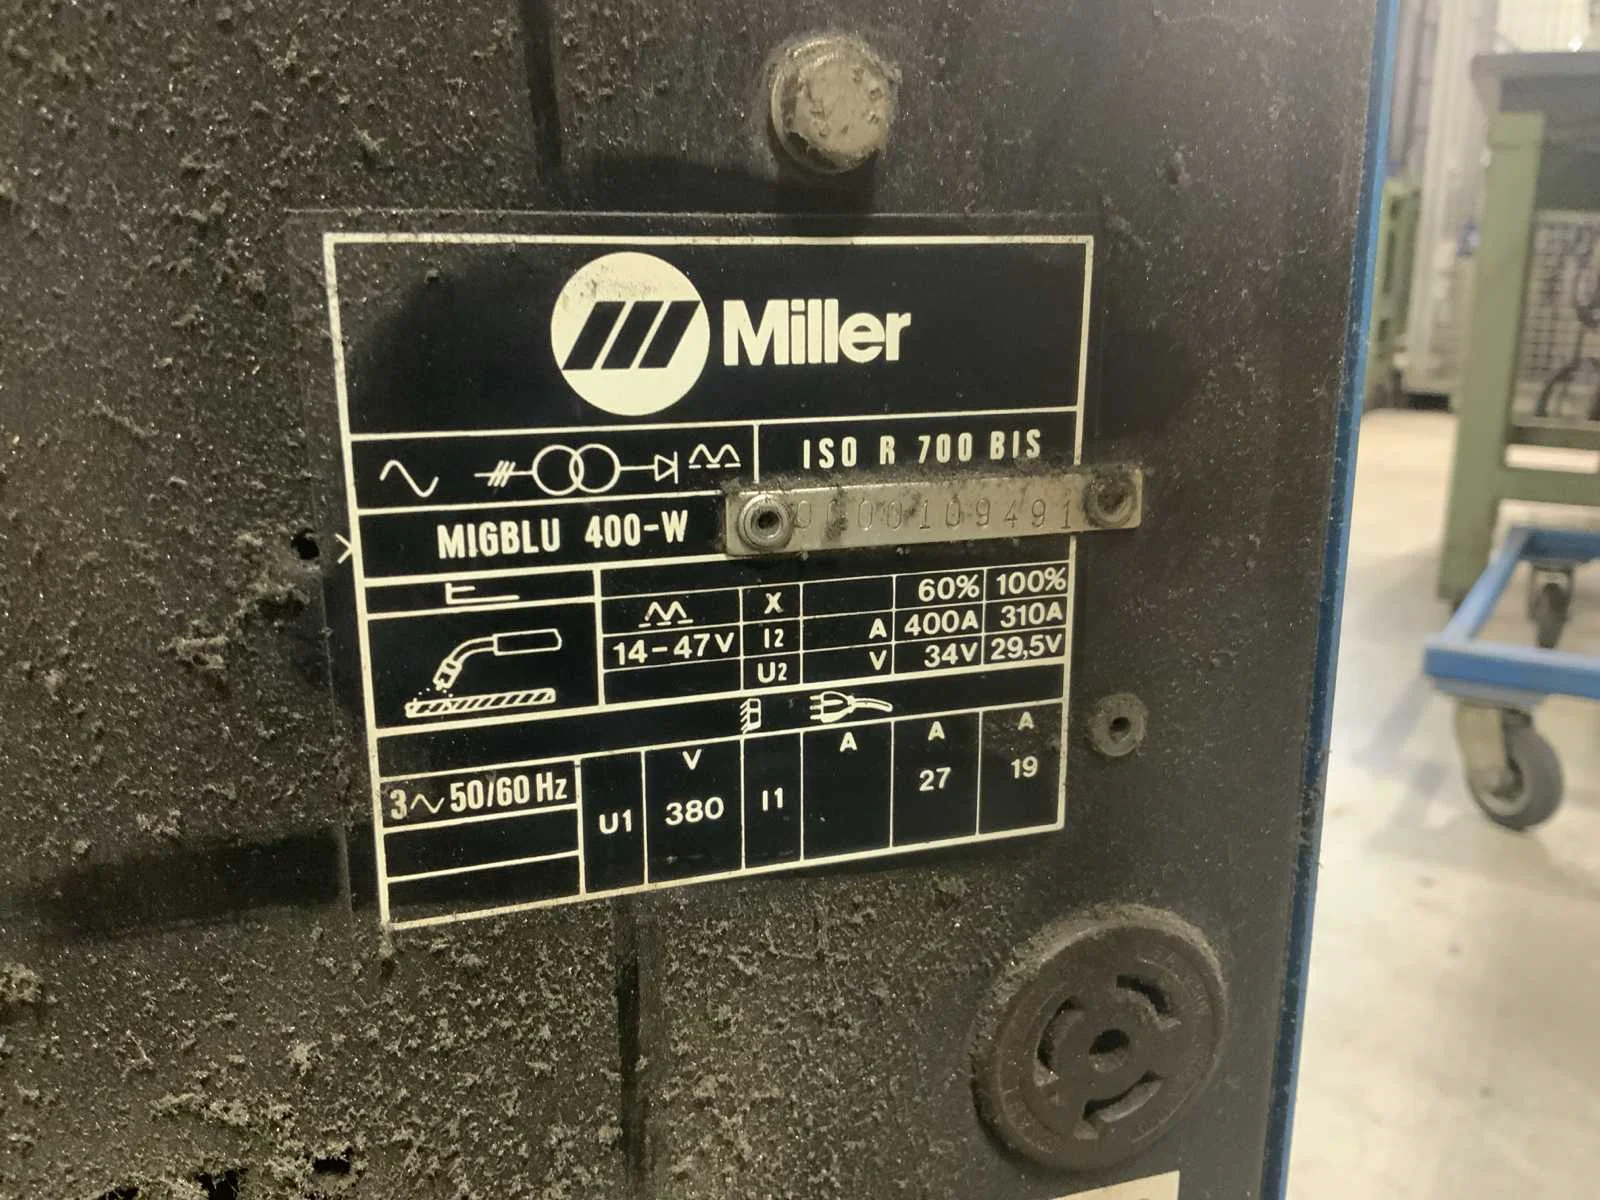 Miller
ISO R 700 BIS
MIGBLU 400-W
0000109491
X 60% 100%
14-47V I2 A 400A 310A
U2 V 34V 29,5V
3~ 50/60 Hz U1 V 380 I1 A A 27 A 19